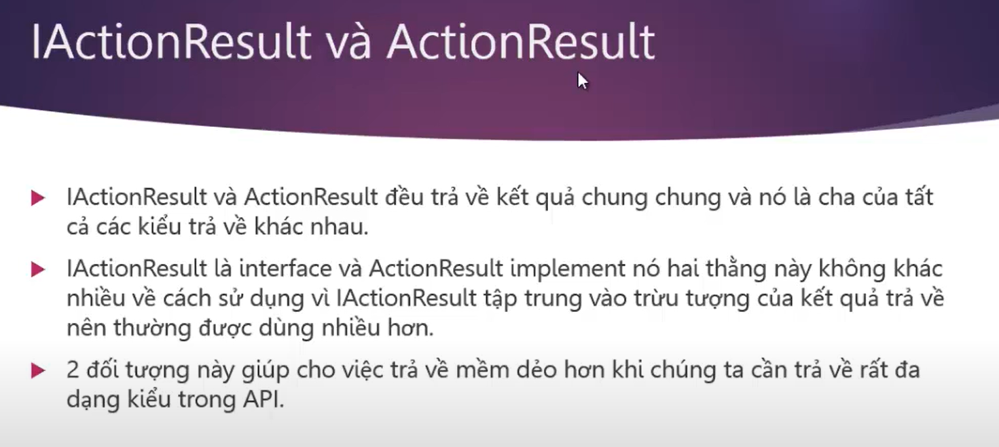 IActionResult và ActionResult
IActionResult và ActionResult đều trả về kết quả chung chung và nó là cha của tất
cả các kiểu trả về khác nhau.
IActionResult là interface và ActionResult implement nó hai thằng này không khác
nhiều về cách sử dụng vì IActionResult tập trung vào trừu tượng của kết quả trả về
nên thường được dùng nhiều hơn.
2 đối tượng này giúp cho việc trả về mềm dẻo hơn khi chúng ta cần trả về rất đa
dạng kiểu trong API.